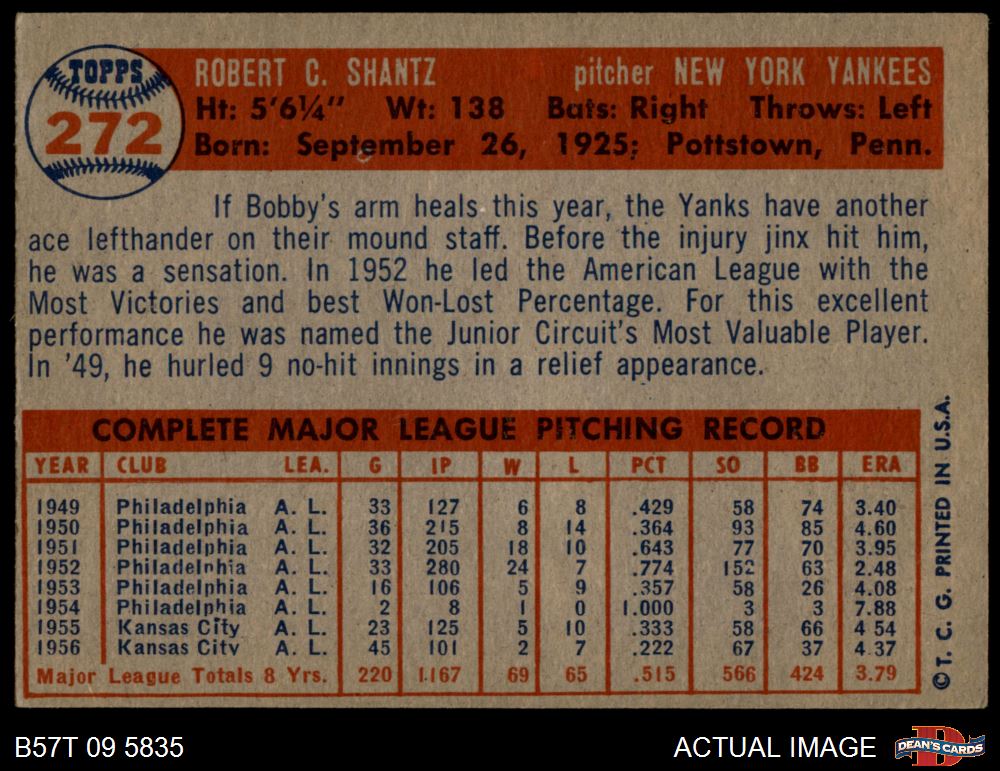 TOPPS
272
ROBERT C. SHANTZ pitcher NEW YORK YANKEES
Ht: 5'6¼" Wt: 138 Bats: Right Throws: Left
Born: September 26, 1925; Pottstown, Penn.
If Bobby's arm heals this year, the Yanks have another
ace lefthander on their mound staff. Before the injury jinx hit him,
he was a sensation. In 1952 he led the American League with the
Most Victories and best Won-Lost Percentage. For this excellent
performance he was named the Junior Circuit's Most Valuable Player.
In '49, he hurled 9 no-hit innings in a relief appearance.
COMPLETE MAJOR LEAGUE PITCHING RECORD
YEAR CLUB LEA. G IP W L PCT SO BB ERA
1949 Philadelphia A. L. 33 127 6 8 .429 58 74 3.40
1950 Philadelphia A. L. 36 215 8 14 .364 93 85 4.60
1951 Philadelphia A. L. 32 205 18 10 .643 77 70 3.95
1952 Philadelphia A. L. 33 280 24 7 .774 152 63 2.48
1953 Philadelphia A. L. 16 106 5 9 .357 58 26 4.08
1954 Philadelphia A. L. 2 8 1 0 1.000 3 3 7.88
1955 Kansas City A. L. 23 125 5 10 .333 58 66 4 54
1956 Kansas City A. L. 45 101 2 7 .222 67 37 4.37
Major League Totals 8 Yrs. 220 1167 69 65 .515 566 424 3.79
© T. C. G. PRINTED IN U.S.A.
B57T 09 5835 ACTUAL IMAGE DEAN'S CARDS